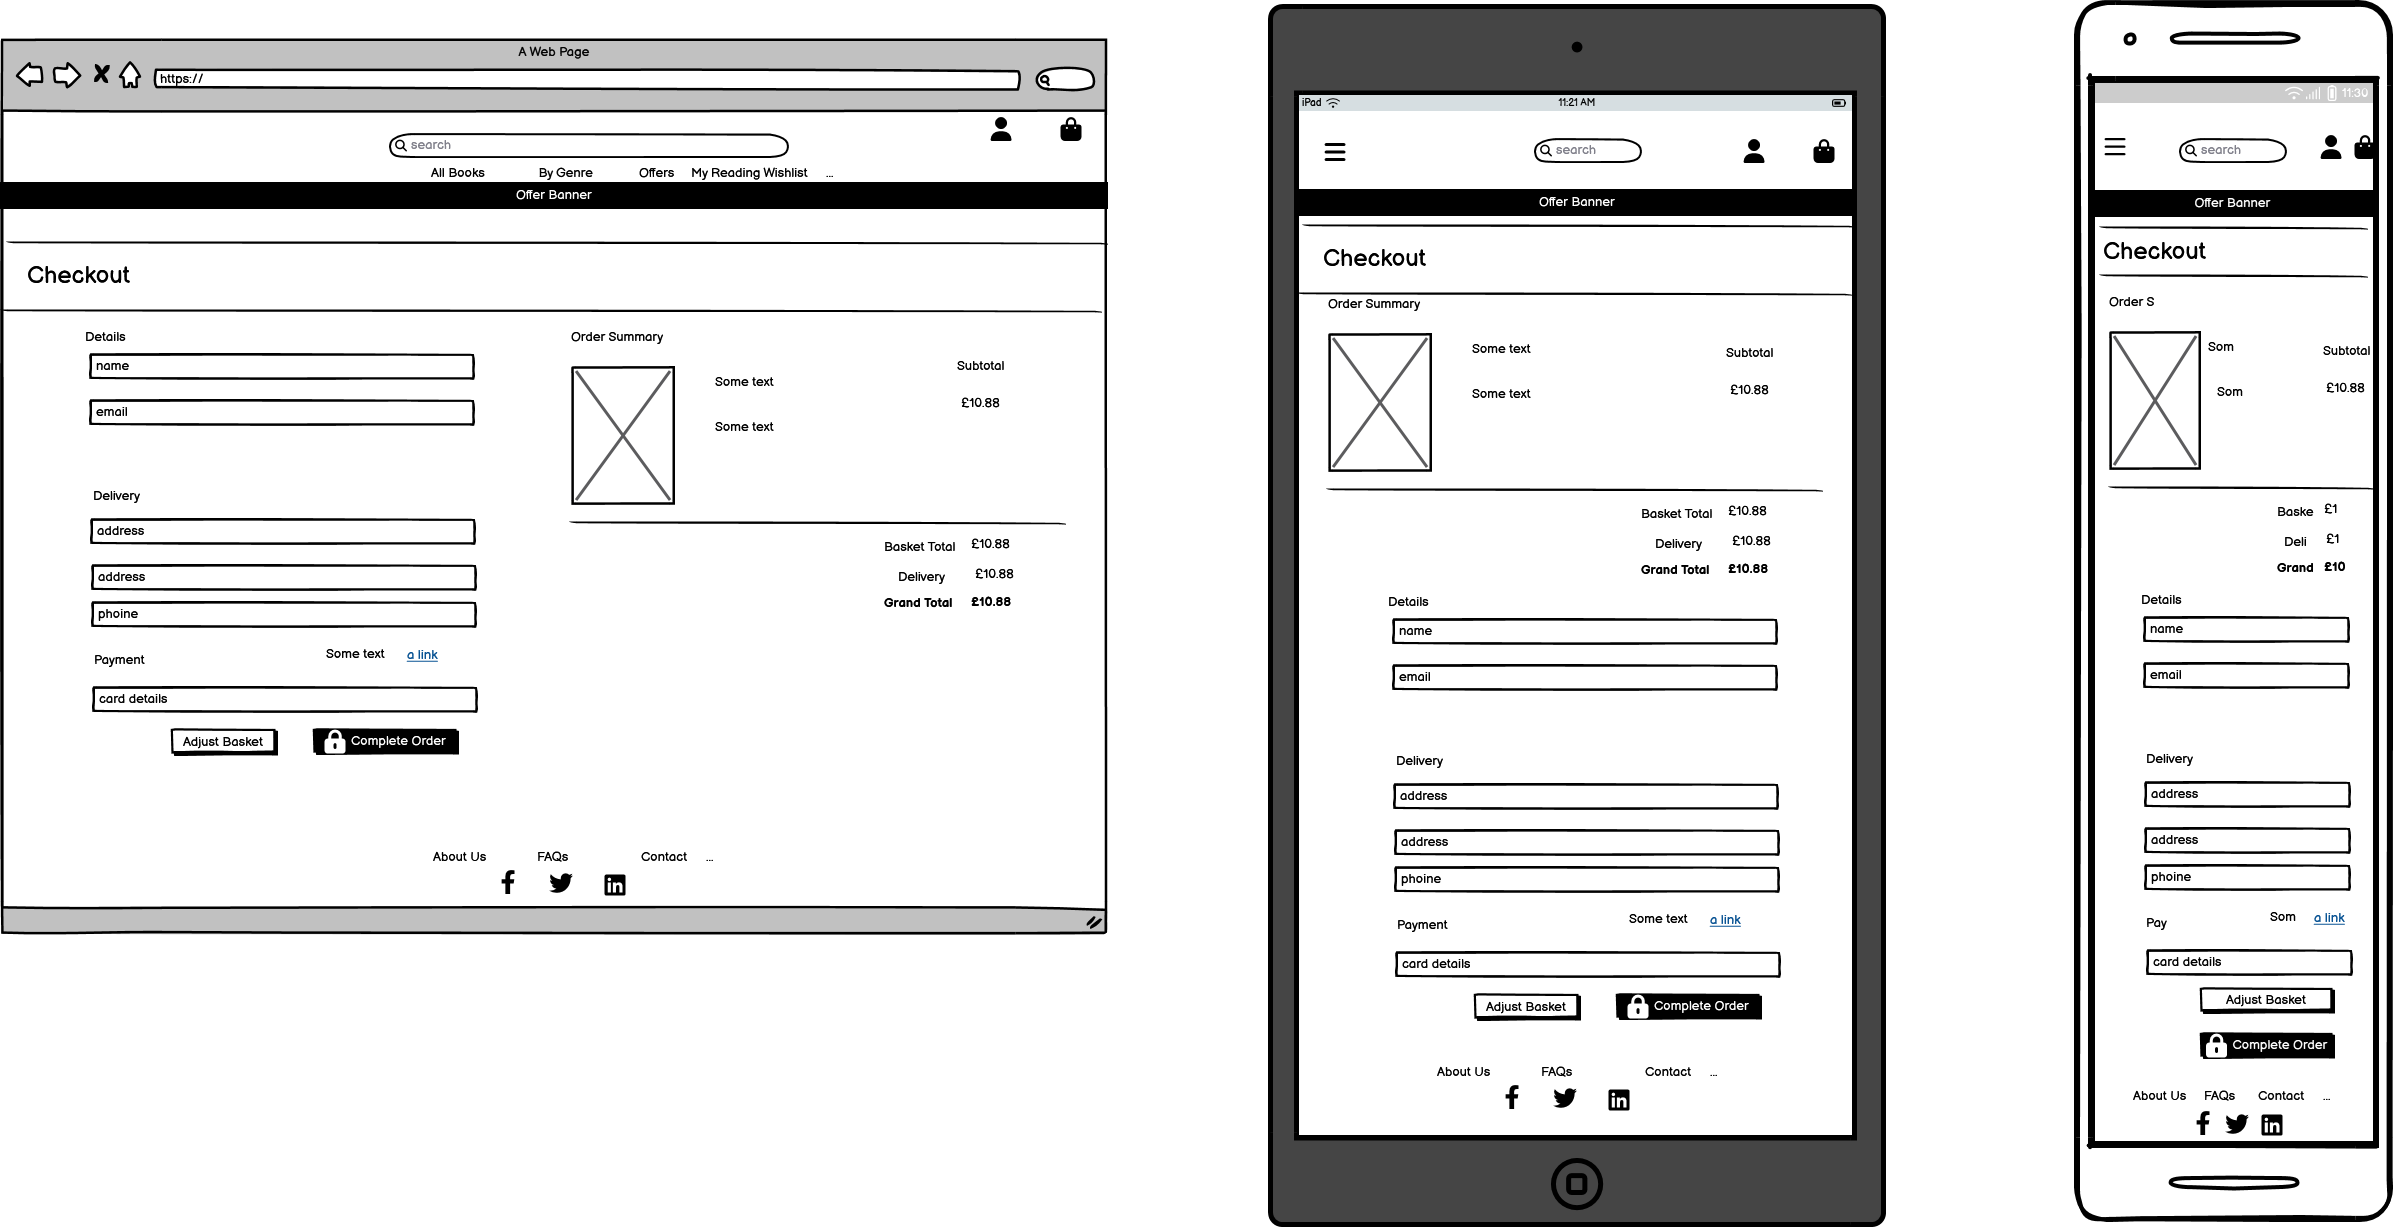 A Web Page
https://
search
All Books By Genre Offers My Reading Wishlist ...
Offer Banner
Checkout
Details
name
email
Delivery
address
address
phoine
Payment Some text a link
card details
Adjust Basket Complete Order
Order Summary
Some text
Some text
Subtotal
£10.88
Basket Total £10.88
Delivery £10.88
Grand Total £10.88
About Us FAQs Contact ...
iPad 11:21 AM
search
Offer Banner
Checkout
Order Summary
Some text
Some text
Subtotal
£10.88
Basket Total £10.88
Delivery £10.88
Grand Total £10.88
Details
name
email
Delivery
address
address
phoine
Payment Some text a link
card details
Adjust Basket Complete Order
About Us FAQs Contact ...
11:30
search
Offer Banner
Checkout
Order S
Som
Som
Subtotal
£10.88
Baske £1
Deli £1
Grand £10
Details
name
email
Delivery
address
address
phoine
Pay Som a link
card details
Adjust Basket
Complete Order
About Us FAQs Contact ...